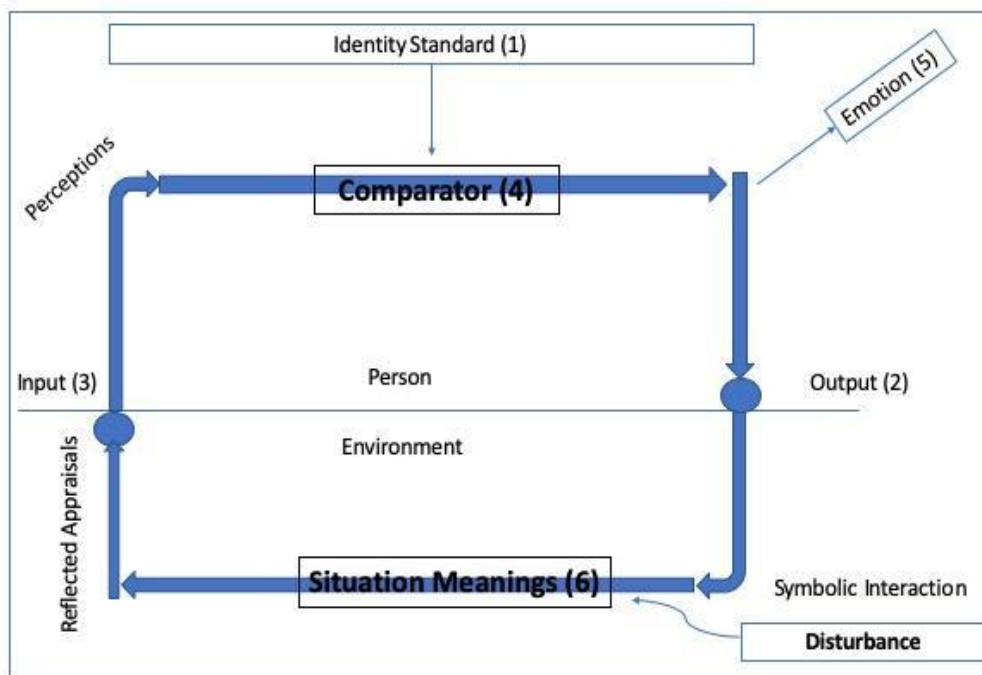 Identity Standard (1)
Emotion (5)
Perceptions
Comparator (4)
Input (3)
Person
Output (2)
Environment
Reflected Appraisals
Situation Meanings (6)
Symbolic Interaction
Disturbance